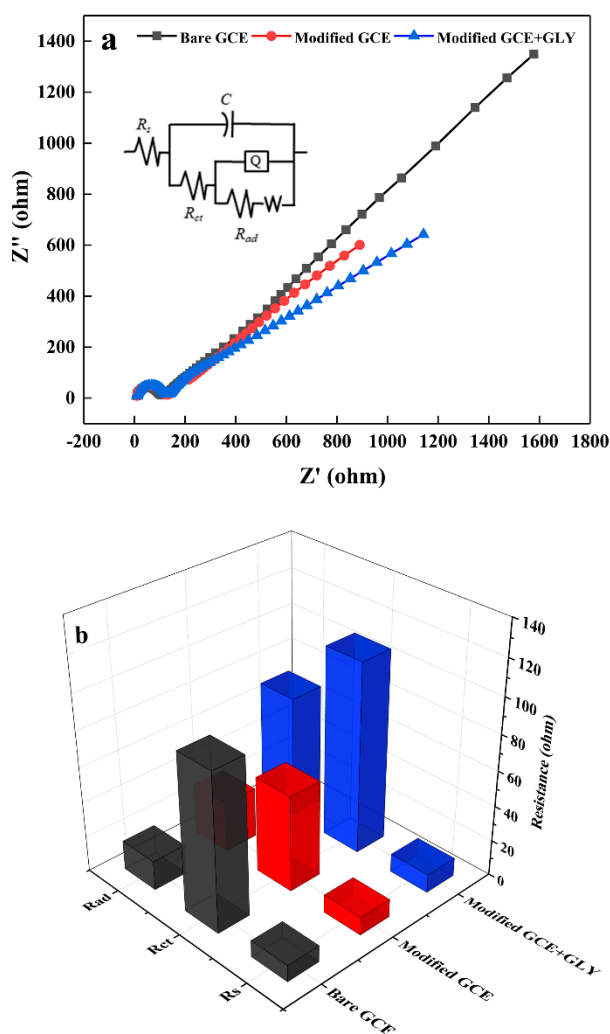 a
Bare GCE Modified GCE Modified GCE+GLY
1400
1200
1000
800
600
400
200
0
Z'' (ohm)
C
Rs
Q
Rct
Rad
W
-200 0 200 400 600 800 1000 1200 1400 1600 1800
Z' (ohm)
b
140
120
100
80
60
40
20
0
Resistance (ohm)
Rad
Rct
Rs
Modified GCE+GLY
Modified GCE
Bare GCE